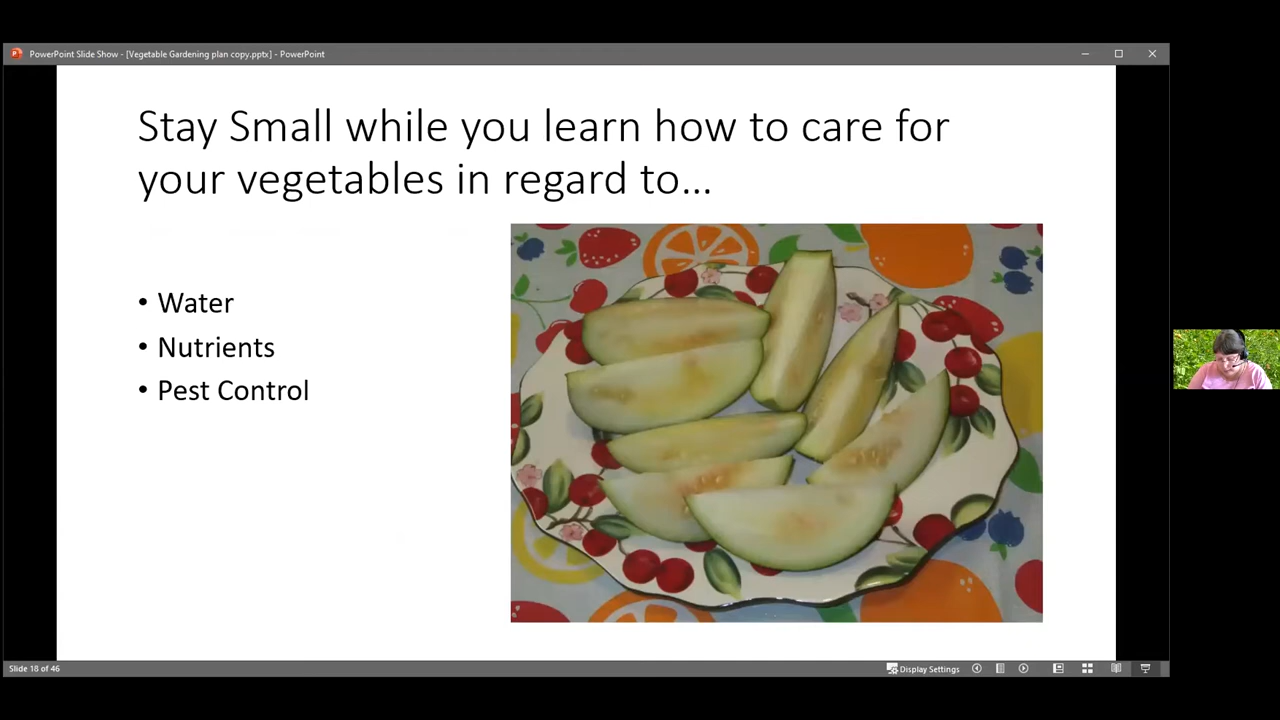 PowerPoint Slide Show - [Vegetable Gardening plan copy.pptx] - PowerPoint
Stay Small while you learn how to care for
your vegetables in regard to...
• Water
• Nutrients
• Pest Control
Slide 18 of 46
Display Settings